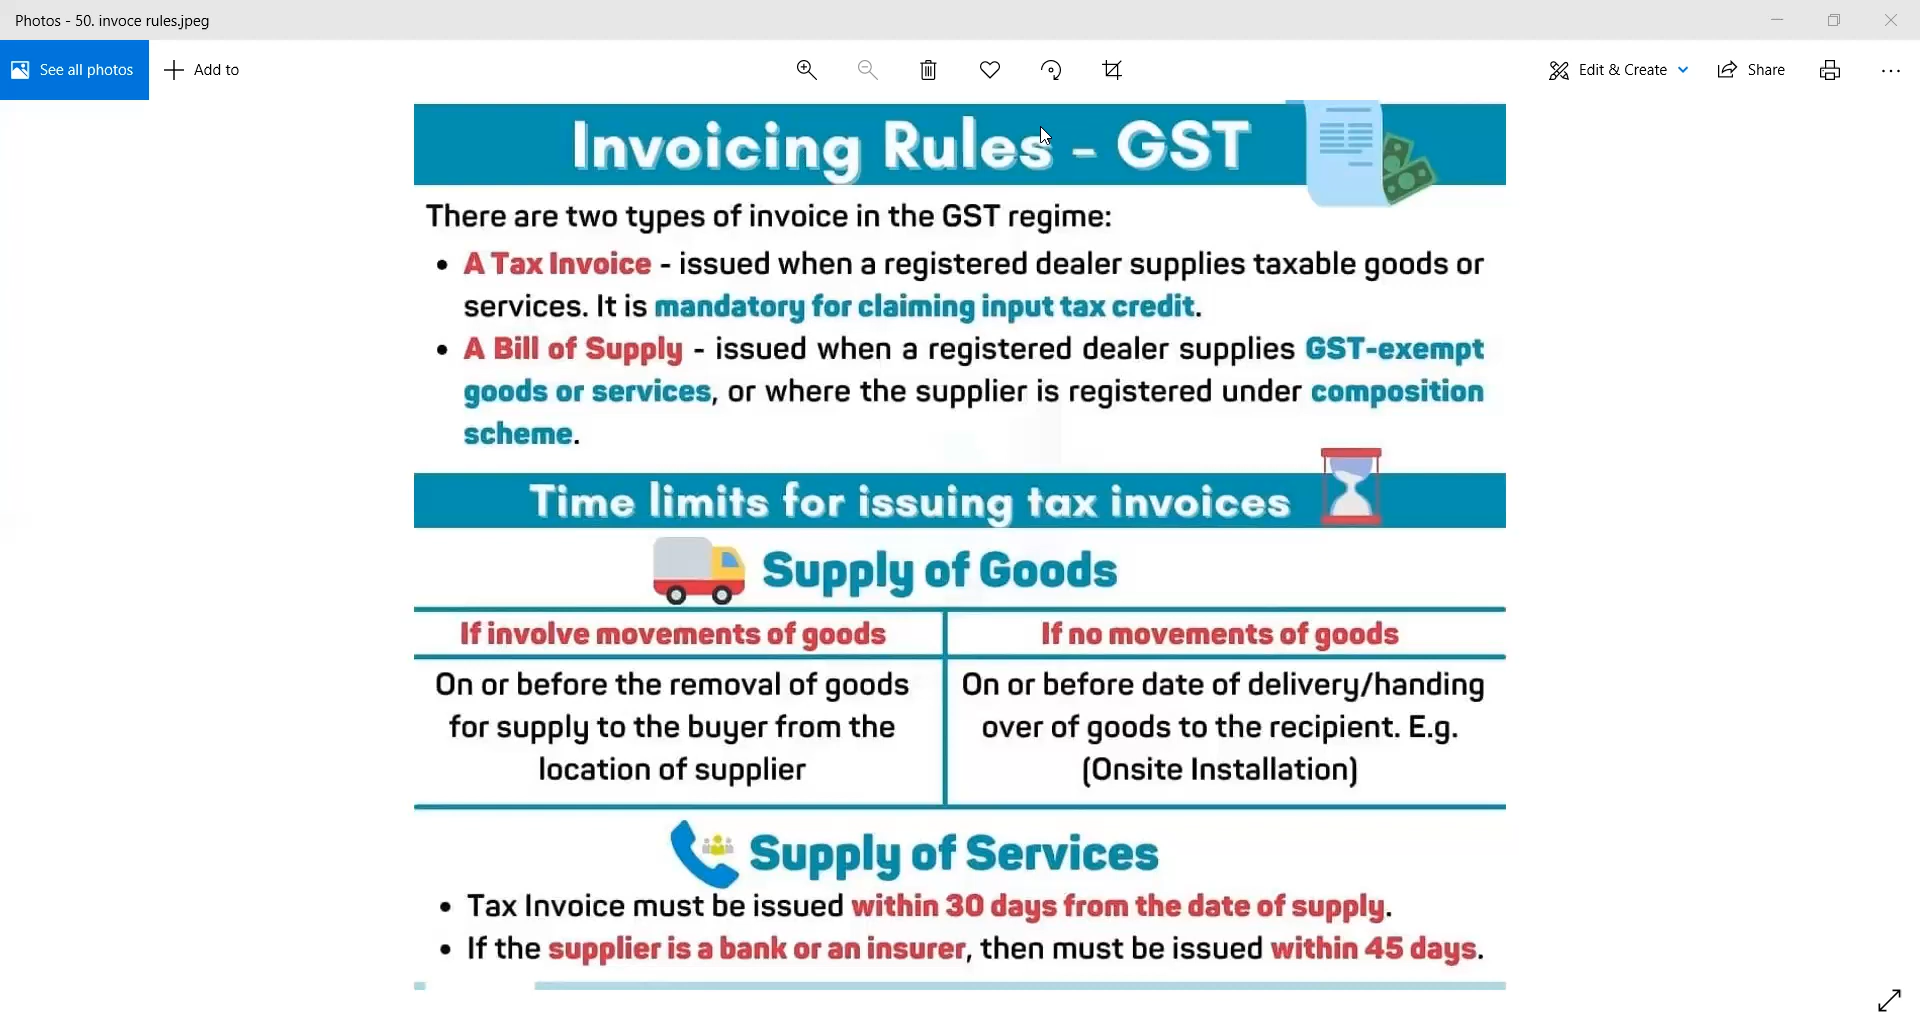 Photos - 50. invoce rules.jpeg
See all photos
Add to
Edit & Create
Share
Invoicing Rules - GST
There are two types of invoice in the GST regime:
• A Tax Invoice - issued when a registered dealer supplies taxable goods or
services. It is mandatory for claiming input tax credit.
• A Bill of Supply - issued when a registered dealer supplies GST-exempt
goods or services, or where the supplier is registered under composition
scheme.
Time limits for issuing tax invoices
Supply of Goods
If involve movements of goods
On or before the removal of goods
for supply to the buyer from the
location of supplier
If no movements of goods
On or before date of delivery/handing
over of goods to the recipient. E.g.
(Onsite Installation)
Supply of Services
• Tax Invoice must be issued within 30 days from the date of supply.
• If the supplier is a bank or an insurer, then must be issued within 45 days.